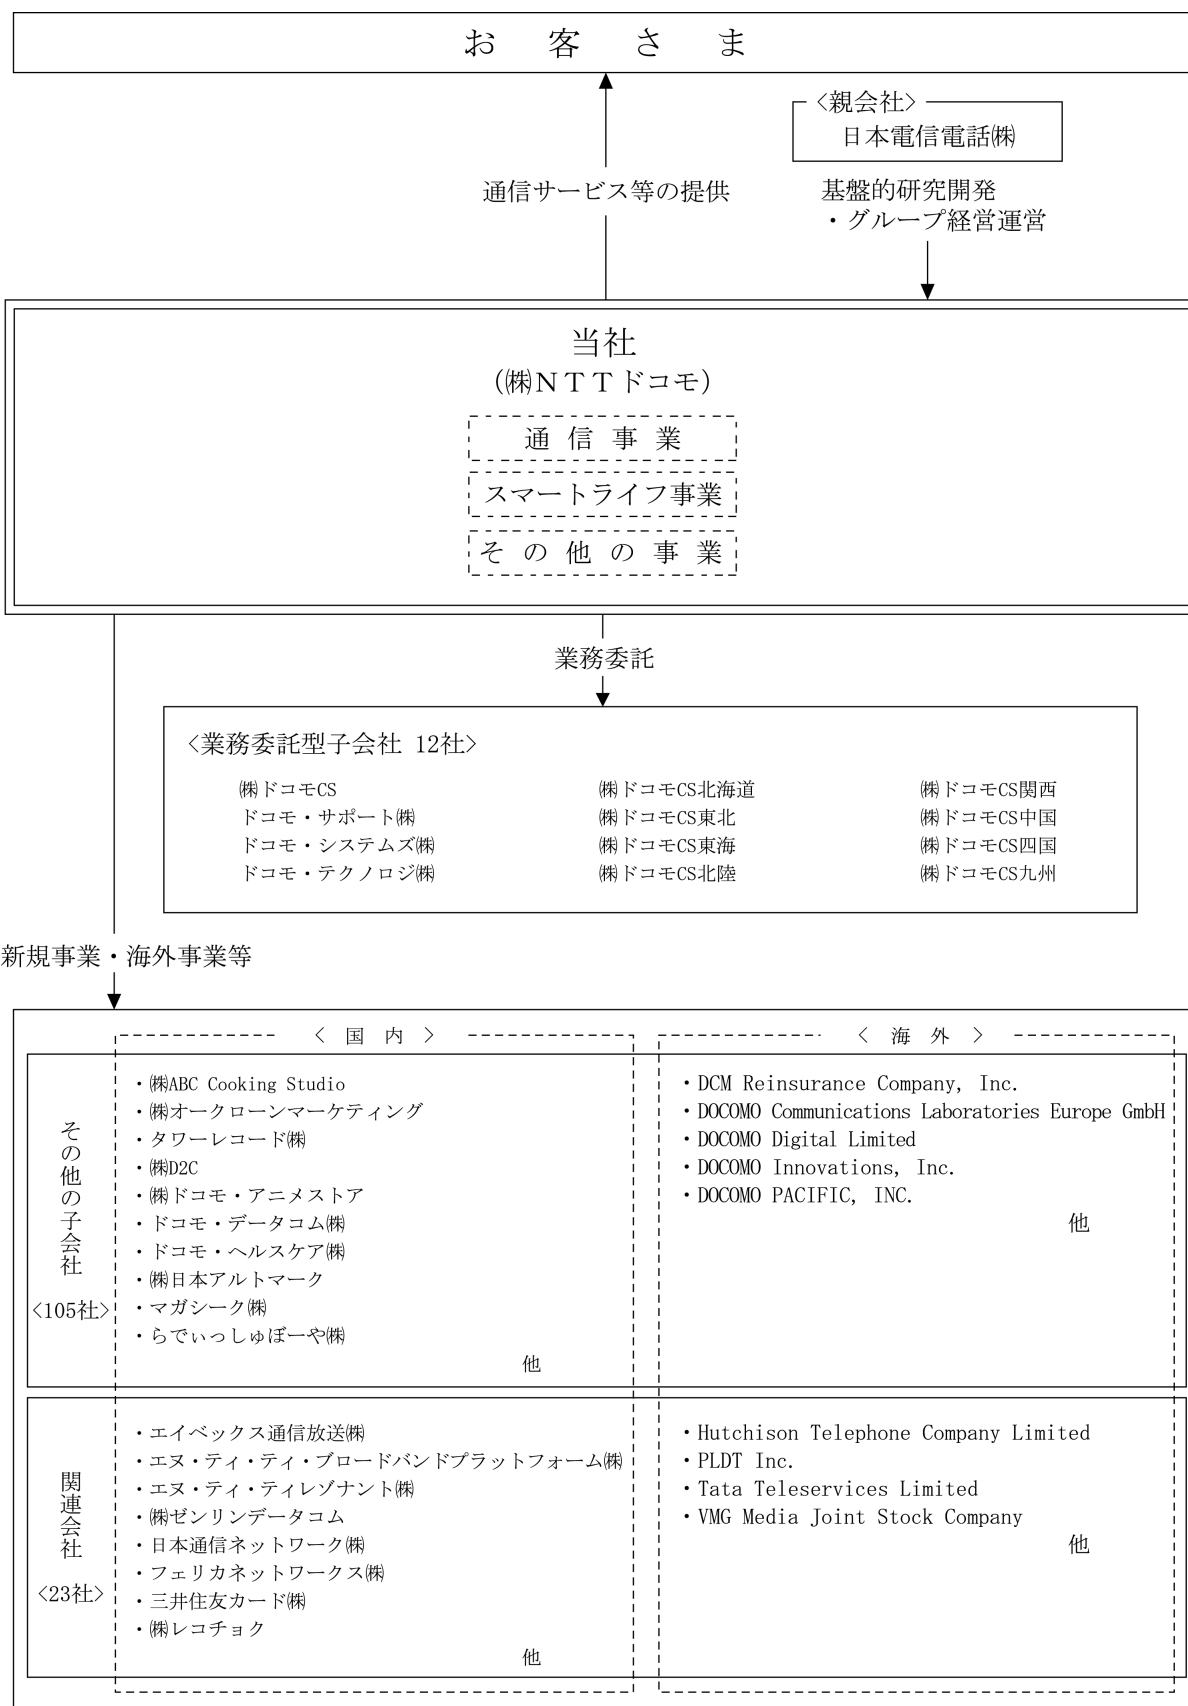 お客さま
<親会社>
日本電信電話㈱
通信サービス等の提供
基盤的研究開発
・グループ経営運営
当社
(㈱ＮＴＴドコモ)
通信事業
スマートライフ事業
その他の事業
業務委託
<業務委託型子会社 12社>
㈱ドコモCS ㈱ドコモCS北海道 ㈱ドコモCS関西
ドコモ・サポート㈱ ㈱ドコモCS東北 ㈱ドコモCS中国
ドコモ・システムズ㈱ ㈱ドコモCS東海 ㈱ドコモCS四国
ドコモ・テクノロジ㈱ ㈱ドコモCS北陸 ㈱ドコモCS九州
新規事業・海外事業等
< 国 内 >
< 海 外 >
その他の子会社
<105社>
・㈱ABC Cooking Studio
・㈱オークローンマーケティング
・タワーレコード㈱
・㈱D2C
・㈱ドコモ・アニメストア
・ドコモ・データコム㈱
・ドコモ・ヘルスケア㈱
・㈱日本アルトマーク
・マガシーク㈱
・らでぃっしゅぼーや㈱
他
・DCM Reinsurance Company, Inc.
・DOCOMO Communications Laboratories Europe GmbH
・DOCOMO Digital Limited
・DOCOMO Innovations, Inc.
・DOCOMO PACIFIC, INC.
他
関連会社
<23社>
・エイベックス通信放送㈱
・エヌ・ティ・ティ・ブロードバンドプラットフォーム㈱
・エヌ・ティ・ティレゾナント㈱
・㈱ゼンリンデータコム
・日本通信ネットワーク㈱
・フェリカネットワークス㈱
・三井住友カード㈱
・㈱レコチョク
他
・Hutchison Telephone Company Limited
・PLDT Inc.
・Tata Teleservices Limited
・VMG Media Joint Stock Company
他